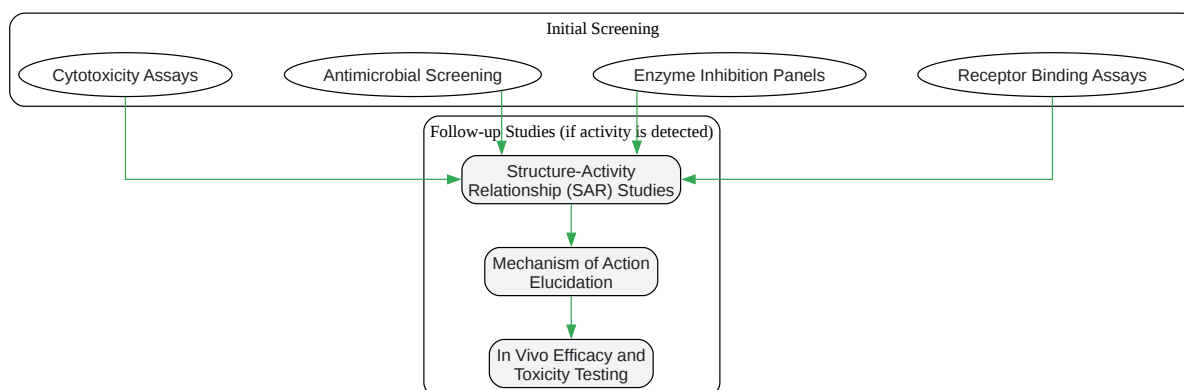 Initial Screening
Cytotoxicity Assays
Antimicrobial Screening
Enzyme Inhibition Panels
Receptor Binding Assays
Follow-up Studies (if activity is detected)
Structure-Activity
Relationship (SAR) Studies
Mechanism of Action
Elucidation
In Vivo Efficacy and
Toxicity Testing